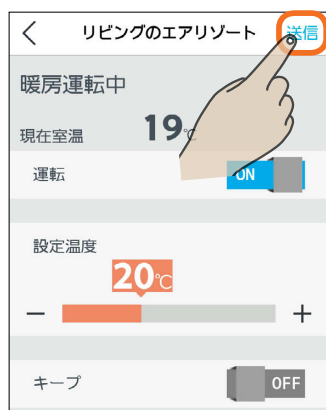 リビングのエアリゾート 送信
暖房運転中
現在室温 19℃
運転 ON
設定温度
20℃
− +
キープ OFF